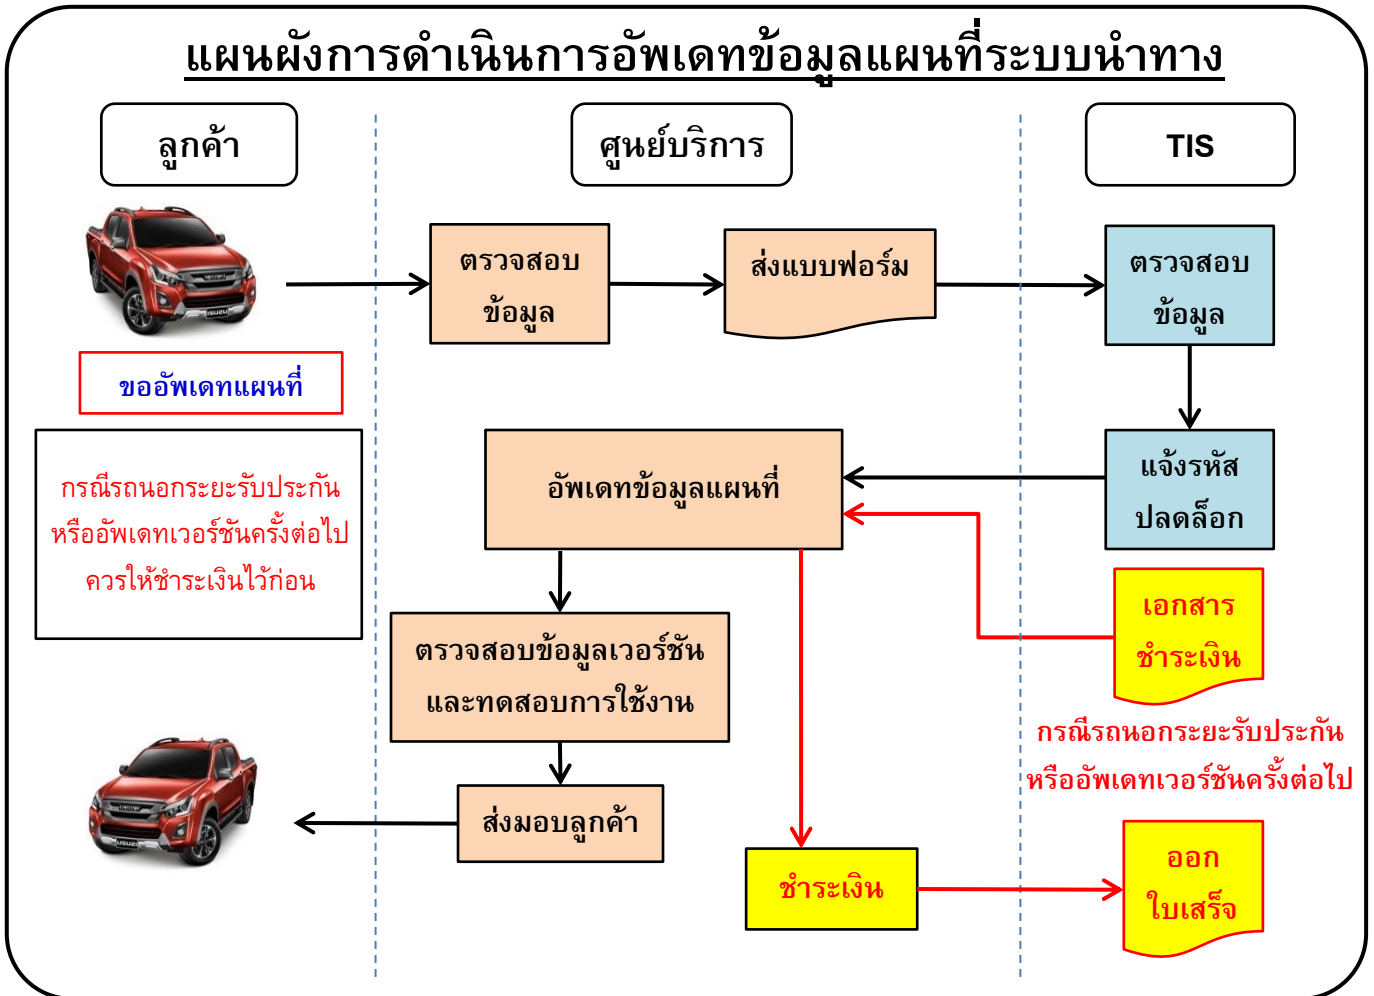 แผนผังการดำเนินการอัพเดทข้อมูลแผนที่ระบบนำทาง
ลูกค้า
ศูนย์บริการ
TIS
ตรวจสอบ
ข้อมูล
ส่งแบบฟอร์ม
ตรวจสอบ
ข้อมูล
ISUZU
ขออัพเดทแผนที่
กรณีรถนอกระยะรับประกัน
หรืออัพเดทเวอร์ชันครั้งต่อไป
ควรให้ชำระเงินไว้ก่อน
อัพเดทข้อมูลแผนที่
แจ้งรหัส
ปลดล็อก
เอกสาร
ชำระเงิน
ตรวจสอบข้อมูลเวอร์ชัน
และทดสอบการใช้งาน
กรณีรถนอกระยะรับประกัน
หรืออัพเดทเวอร์ชันครั้งต่อไป
ส่งมอบลูกค้า
ISUZU
ชำระเงิน
ออก
ใบเสร็จ